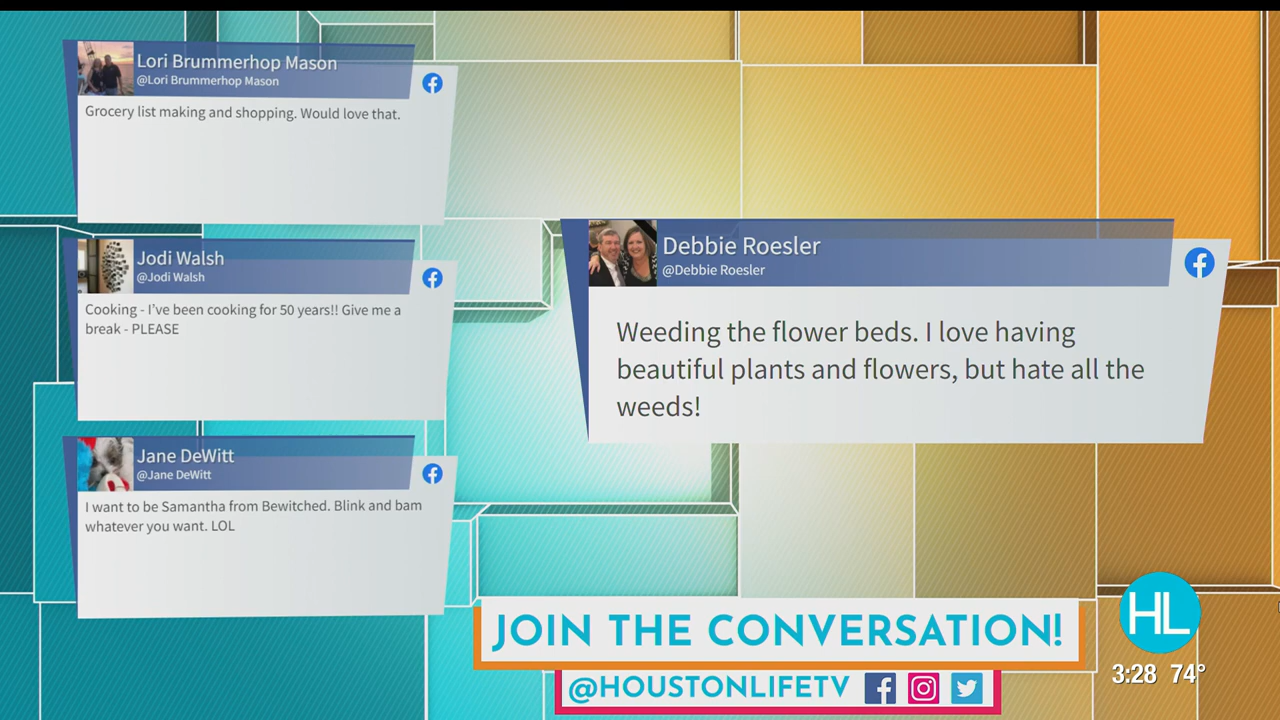 Lori Brummerhop Mason
@Lori Brummerhop Mason
Grocery list making and shopping. Would love that.
Jodi Walsh
@Jodi Walsh
Cooking - I've been cooking for 50 years!! Give me a
break - PLEASE
Jane DeWitt
@Jane DeWitt
I want to be Samantha from Bewitched. Blink and bam
whatever you want. LOL
Debbie Roesler
@Debbie Roesler
Weeding the flower beds. I love having
beautiful plants and flowers, but hate all the
weeds!
JOIN THE CONVERSATION!
@HOUSTONLIFETV
HL
3:28 74°